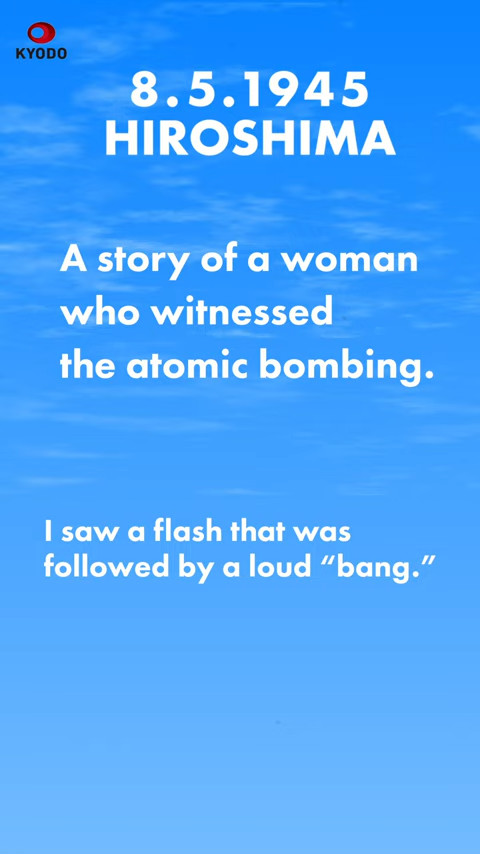 KYODO
8.5.1945
HIROSHIMA
A story of a woman
who witnessed
the atomic bombing.
I saw a flash that was
followed by a loud “bang.”